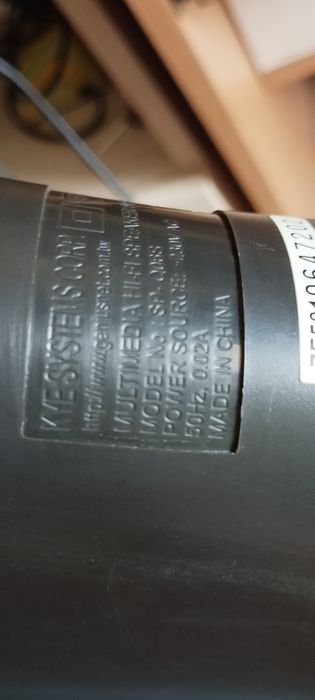 KYE SYSTEMS CORP.
http://www.geniusnet.com.tw
MULTIMEDIA HI-FI SPEAKER
MODEL No : SP-
POWER SOURCE: ~230V AC
50HZ, 0.02A
MADE IN CHINA